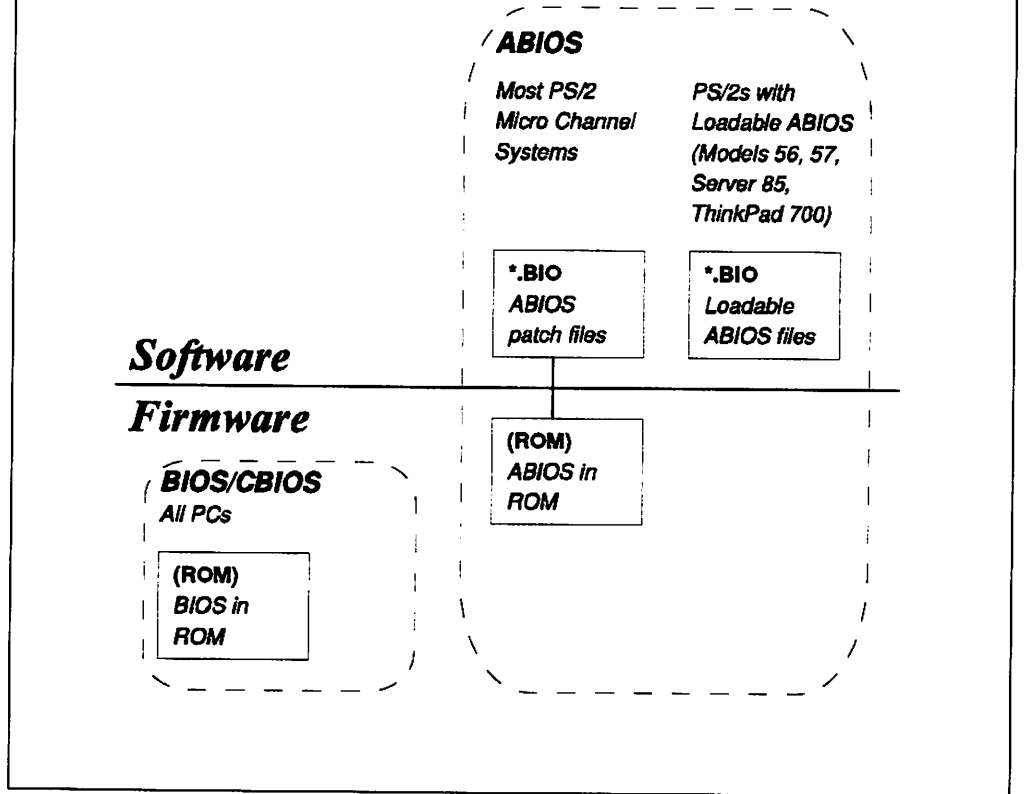 ABIOS
Most PS/2
Micro Channel
Systems
PS/2s with
Loadable ABIOS
(Models 56, 57,
Server 85,
ThinkPad 700)
*.BIO
ABIOS
patch files
*.BIO
Loadable
ABIOS files
Software
Firmware
(ROM)
ABIOS in
ROM
BIOS/CBIOS
All PCs
(ROM)
BIOS in
ROM